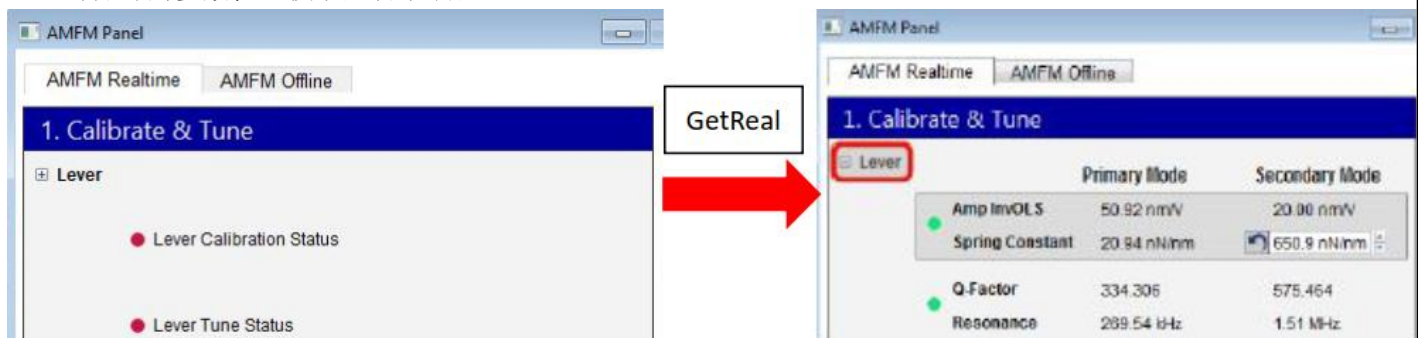 AMFM Panel
AMFM Realtime AMFM Offline
1. Calibrate & Tune
Lever
Lever Calibration Status
Lever Tune Status
GetReal
AMFM Panel
AMFM Realtime AMFM Offline
1. Calibrate & Tune
Lever
Primary Mode Secondary Mode
Amp InvOLS 50.92 nm/V 20.00 nm/V
Spring Constant 20.94 nN/nm 650.9 nN/nm
Q-Factor 334.306 575.464
Resonance 269.54 kHz 1.51 MHz